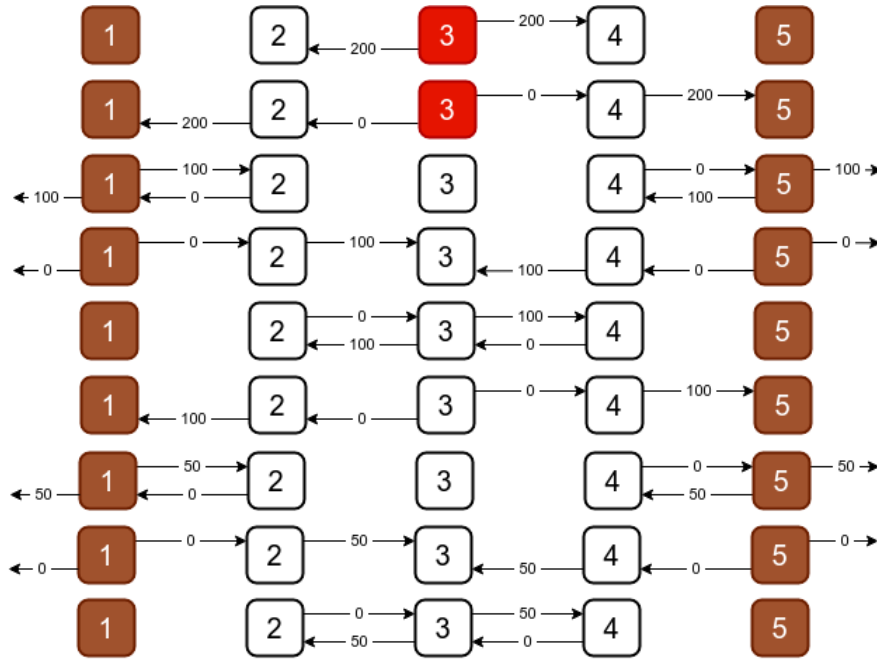 1 2 200 3 200 4 5
1 200 2 0 3 0 4 200 5
100 1 100 0 2 3 4 0 100 5 100
0 1 0 2 100 3 100 4 0 5 0
1 2 0 100 3 100 0 4 5
1 100 2 0 3 0 4 100 5
50 1 50 0 2 3 4 0 50 5 50
0 1 0 2 50 3 50 4 0 5 0
1 2 0 50 3 50 0 4 5